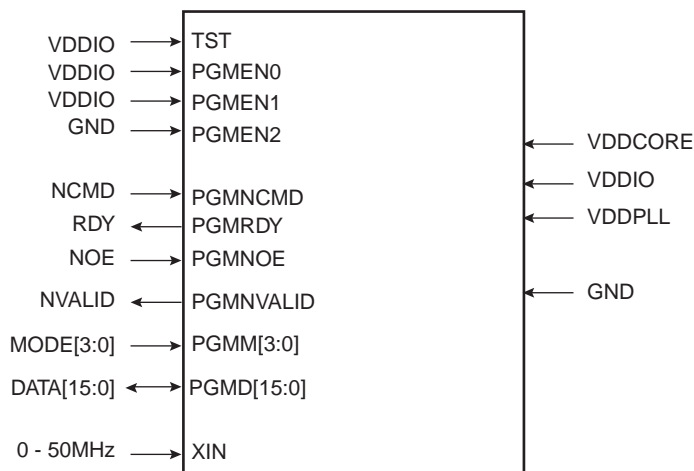 VDDIO TST
VDDIO PGMEN0
VDDIO PGMEN1
GND PGMEN2
VDDCORE
VDDIO
NCMD PGMNCMD
RDY PGMRDY
VDDPLL
NOE PGMNOE
NVALID PGMNVALID
GND
MODE[3:0] PGMM[3:0]
DATA[15:0] PGMD[15:0]
0 - 50MHz XIN